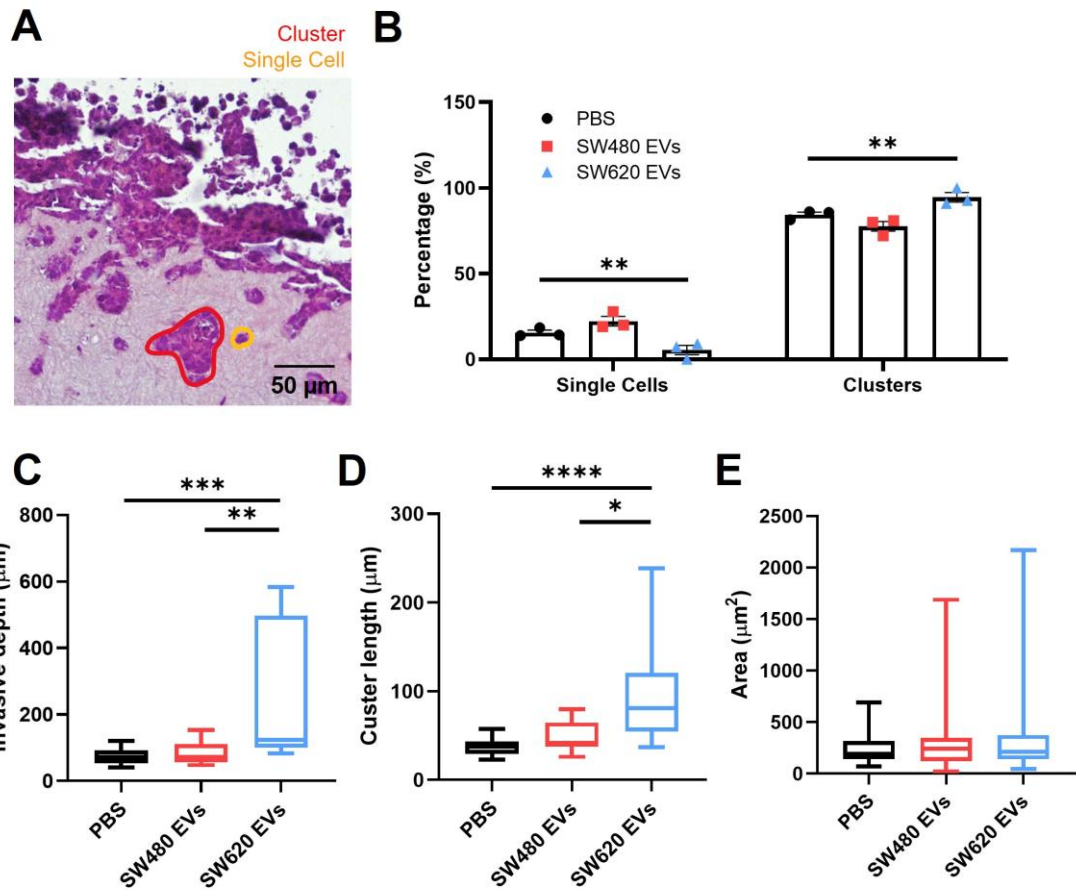 A
Cluster
Single Cell
50 μm
B
150
100
50
0
Percentage (%)
PBS
SW480 EVs
SW620 EVs
**
**
Single Cells
Clusters
C
***
**
800
600
400
200
0
depth (μm)
PBS
SW480 EVs
SW620 EVs
D
****
*
300
200
100
0
Custer length (μm)
PBS
SW480 EVs
SW620 EVs
E
2500
2000
1500
1000
500
0
Area (μm²)
PBS
SW480 EVs
SW620 EVs